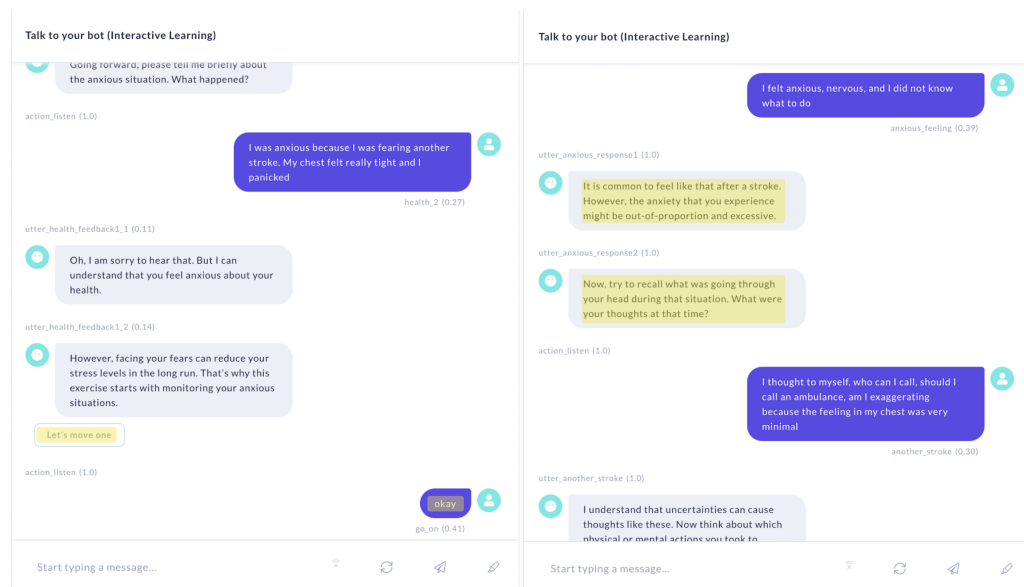 Talk to your bot (Interactive Learning)
Going forward, please tell me briefly about
the anxious situation. What happened?
action_listen (1.0)
I was anxious because I was fearing another
stroke. My chest felt really tight and I
panicked
health_2 (0.27)
utter_health_feedback1_1 (0.11)
Oh, I am sorry to hear that. But I can
understand that you feel anxious about your
health.
utter_health_feedback1_2 (0.14)
However, facing your fears can reduce your
stress levels in the long run. That's why this
exercise starts with monitoring your anxious
situations.
Let's move one
action_listen (1.0)
okay
go_on (0.41)
Start typing a message...
Talk to your bot (Interactive Learning)
I felt anxious, nervous, and I did not know
what to do
anxious_feeling (0.39)
utter_anxious_response1 (1.0)
It is common to feel like that after a stroke.
However, the anxiety that you experience
might be out-of-proportion and excessive.
utter_anxious_response2 (1.0)
Now, try to recall what was going through
your head during that situation. What were
your thoughts at that time?
action_listen (1.0)
I thought to myself, who can I call, should I
call an ambulance, am I exaggerating
because the feeling in my chest was very
minimal
another_stroke (0.30)
utter_another_stroke (1.0)
I understand that uncertainties can cause
thoughts like these. Now think about which
physical or mental actions you took to
Start typing a message...